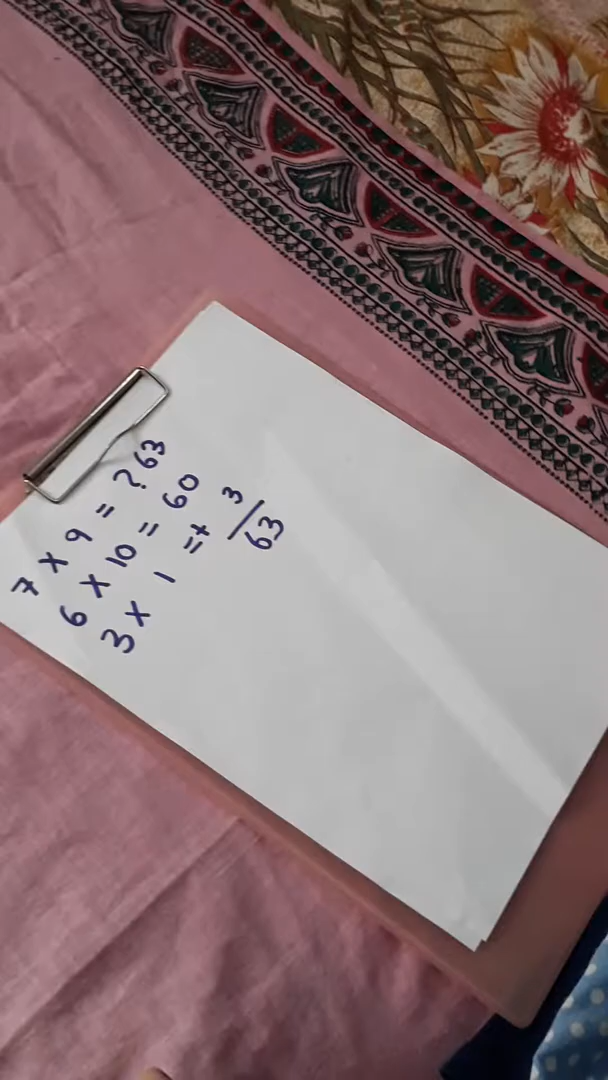 7 x 9 = ? 63
6 x 10 = 60
3 x 1 =+ 3
63